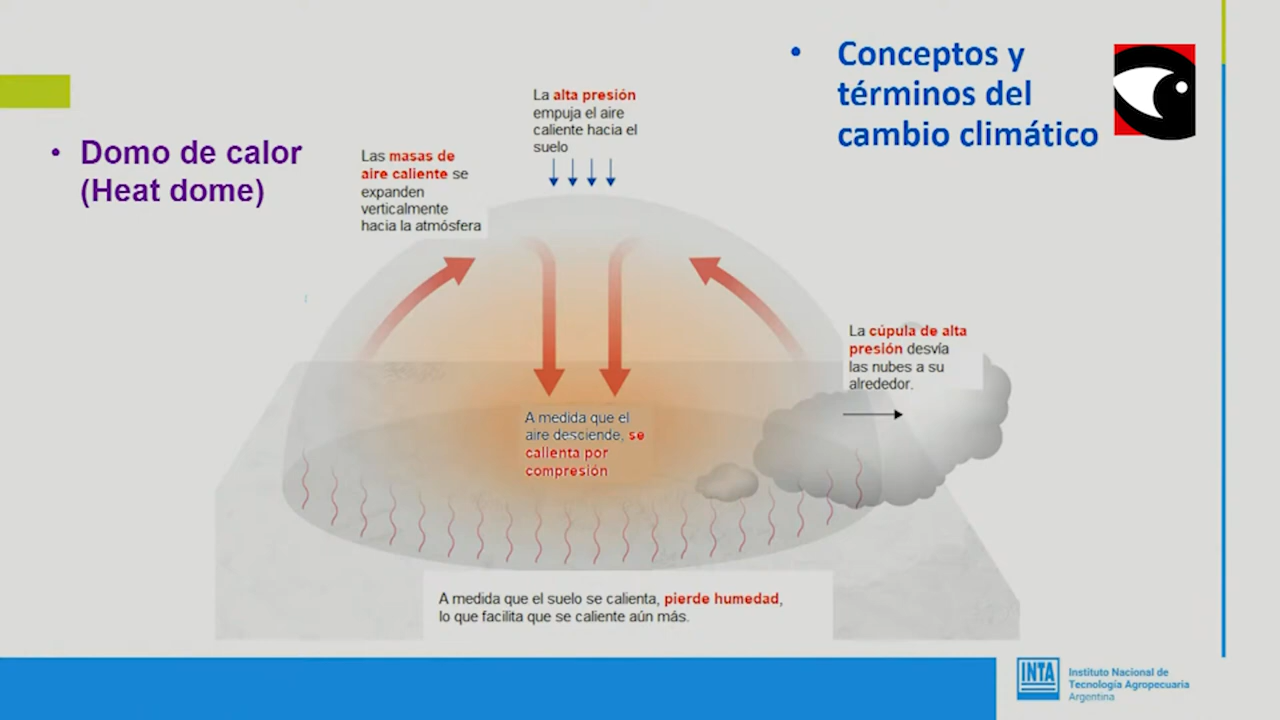 • Conceptos y
términos del
cambio climático
• Domo de calor
(Heat dome)
La alta presión
empuja el aire
caliente hacia el
suelo
Las masas de
aire caliente se
expanden
verticalmente
hacia la atmósfera
La cúpula de alta
presión desvía
las nubes a su
alrededor.
A medida que el
aire desciende, se
calienta por
compresión
A medida que el suelo se calienta, pierde humedad,
lo que facilita que se caliente aún más.
INTA
Instituto Nacional de
Tecnología Agropecuaria
Argentina